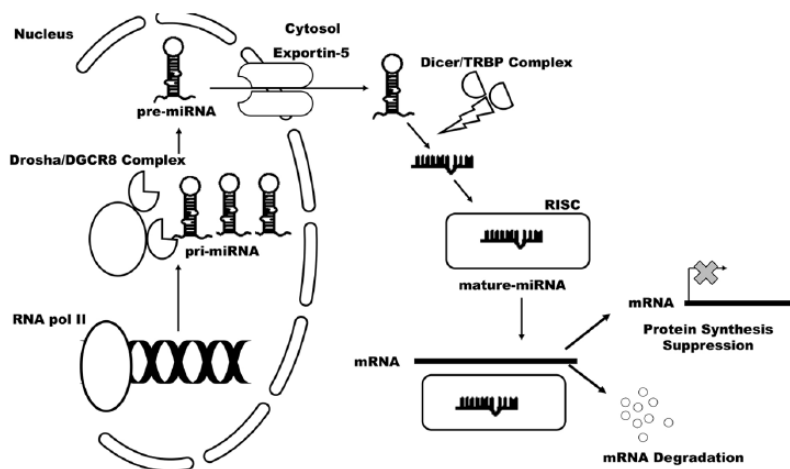 Nucleus
Cytosol
Exportin-5
Dicer/TRBP Complex
pre-miRNA
Drosha/DGCR8 Complex
RISC
pri-miRNA
mature-miRNA
mRNA
RNA pol II
Protein Synthesis
Suppression
mRNA
mRNA Degradation